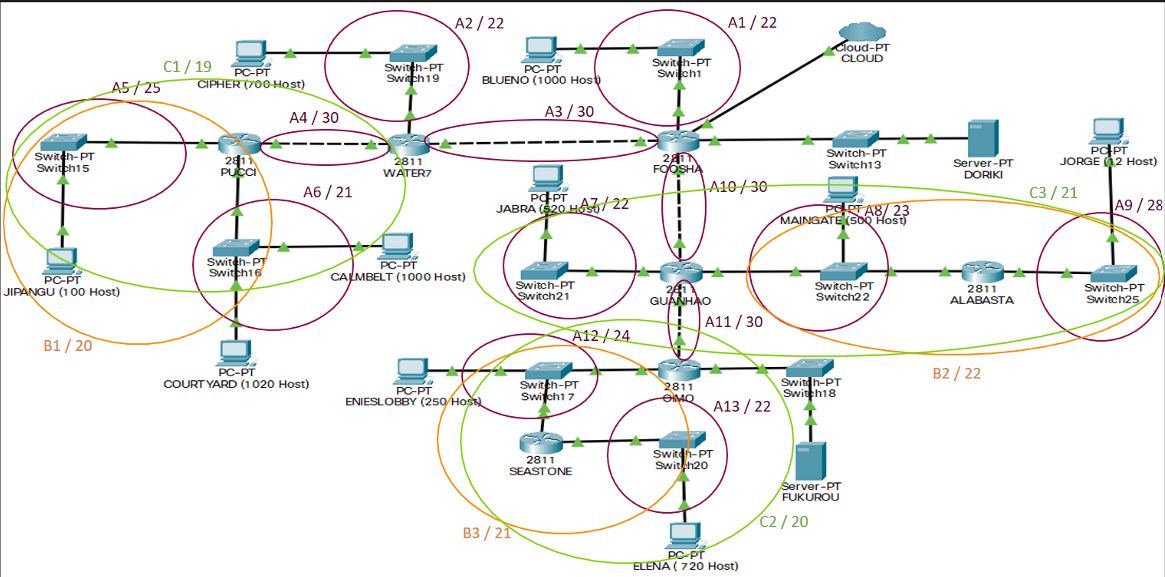 A2 / 22
A1 / 22
Cloud-PT
CLOUD
PC-PT
CIPHER (700 Host)
Switch-PT
Switch19
PC-PT
BLUENO (1000 Host)
Switch-PT
Switch1
C1 / 19
A5 / 25
A4 / 30
A3 / 30
Switch-PT
Switch15
2811
PUCCI
2811
WATER7
2811
FOOSHA
Switch-PT
Switch13
Server-PT
DORIKI
PC-PT
JORGE (12 Host)
A6 / 21
PC-PT
JABRA (520 Host)
A7 / 22
A10 / 30
PC-PT
MAINGATE (500 Host)
A8 / 23
C3 / 21
A9 / 28
PC-PT
JIPANGU (100 Host)
Switch-PT
Switch16
PC-PT
CALMBELT (1000 Host)
Switch-PT
Switch21
2811
GUANHAO
Switch-PT
Switch22
2811
ALABASTA
Switch-PT
Switch25
B1 / 20
A12 / 24
A11 / 30
B2 / 22
PC-PT
COURTYARD (1020 Host)
PC-PT
ENIESLOBBY (250 Host)
Switch-PT
Switch17
2811
OIMO
Switch-PT
Switch18
A13 / 22
2811
SEASTONE
Switch-PT
Switch20
Server-PT
FUKUROU
B3 / 21
C2 / 20
PC-PT
ELENA ( 720 Host)